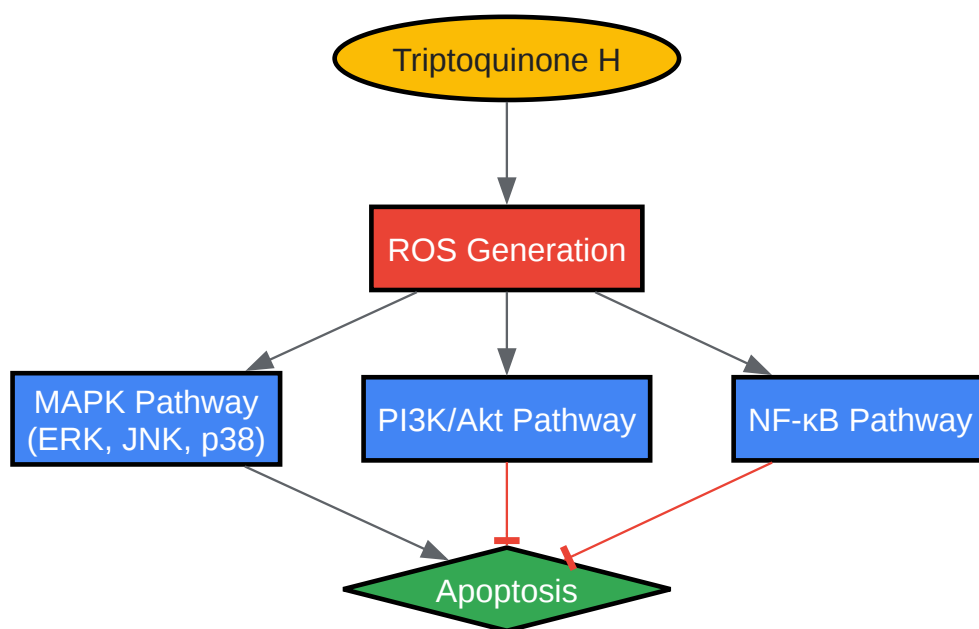 Triptoquinone H
ROS Generation
MAPK Pathway
(ERK, JNK, p38)
PI3K/Akt Pathway
NF-κB Pathway
Apoptosis